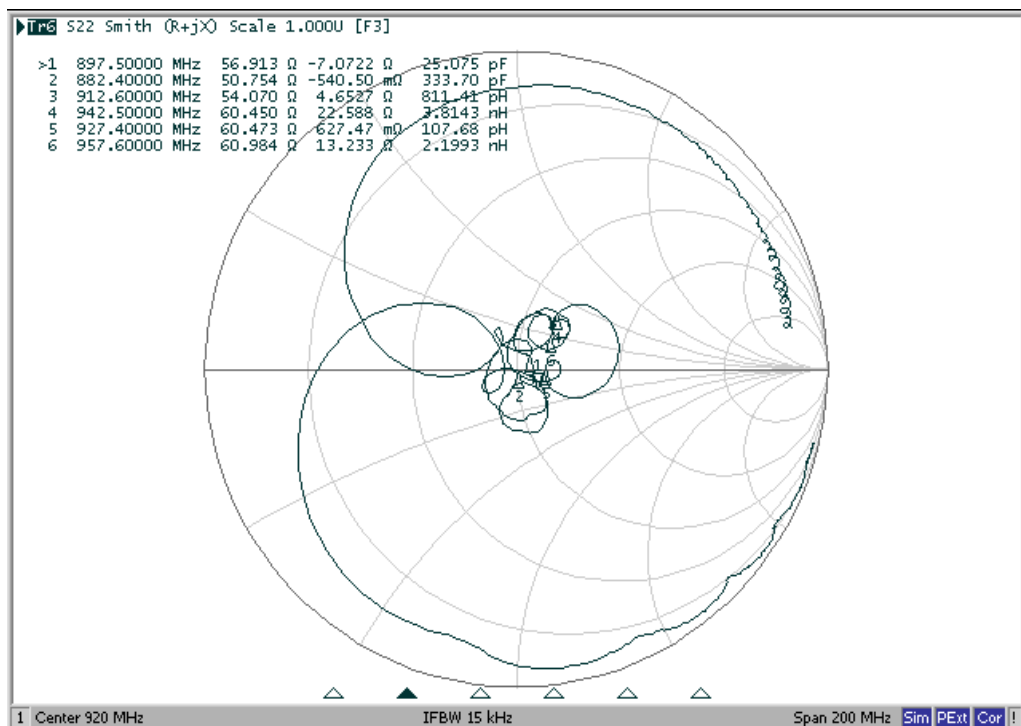 Tr6 S22 Smith (R+jX) Scale 1.000U [F3]
>1 897.50000 MHz 56.913 Ω -7.0722 Ω 25.075 pF
2 882.40000 MHz 50.754 Ω -540.50 mΩ 333.70 pF
3 912.60000 MHz 54.070 Ω 4.6527 Ω 811.41 pH
4 942.50000 MHz 60.450 Ω 22.588 Ω 3.8143 nH
5 927.40000 MHz 60.473 Ω 627.47 mΩ 107.68 pH
6 957.60000 MHz 60.984 Ω 13.233 Ω 2.1993 nH
1
2
1 Center 920 MHz IFBW 15 kHz Span 200 MHz Sim PExt Cor !